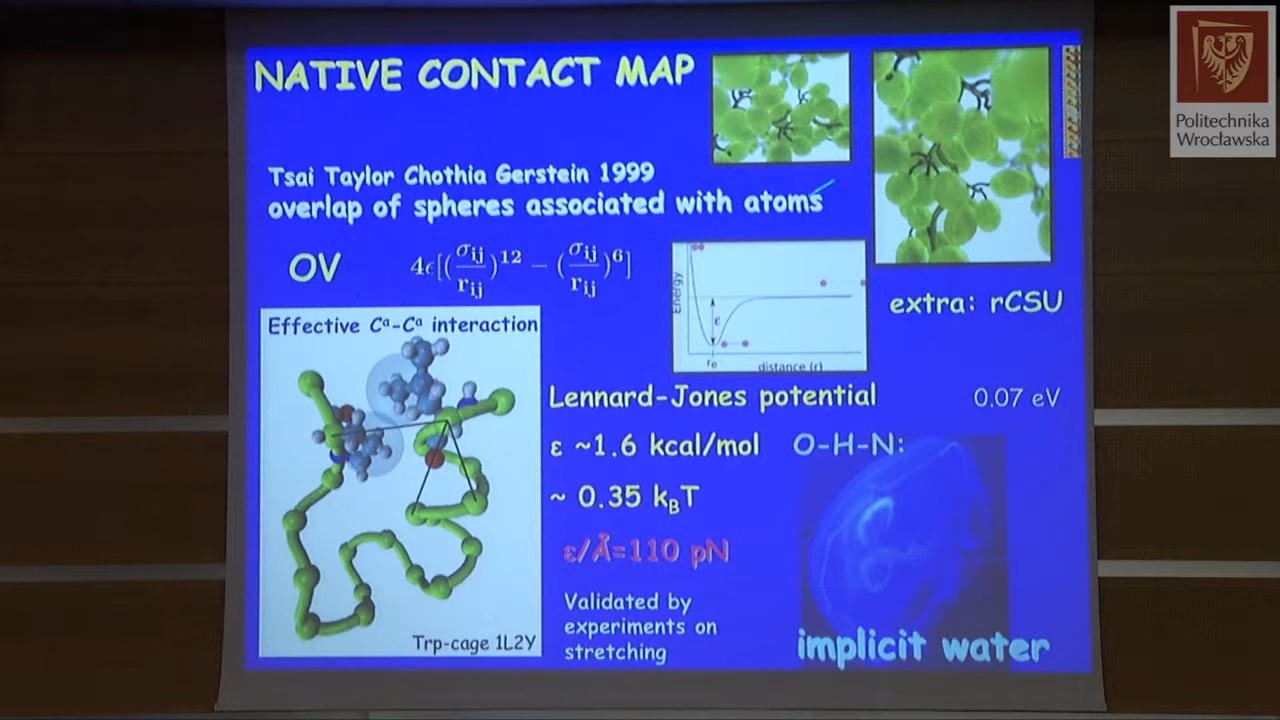 NATIVE CONTACT MAP
Tsai Taylor Chothia Gerstein 1999
overlap of spheres associated with atoms
OV
4ϵ[(σij/rij)^12 − (σij/rij)^6]
Energy
ε
re
distance (r)
extra: rCSU
Effective Cα-Cα interaction
Trp-cage 1L2Y
Lennard-Jones potential
0.07 eV
ε ~1.6 kcal/mol
O-H-N:
~ 0.35 kBT
ε/Å=110 pN
Validated by
experiments on
stretching
implicit water
Politechnika
Wrocławska